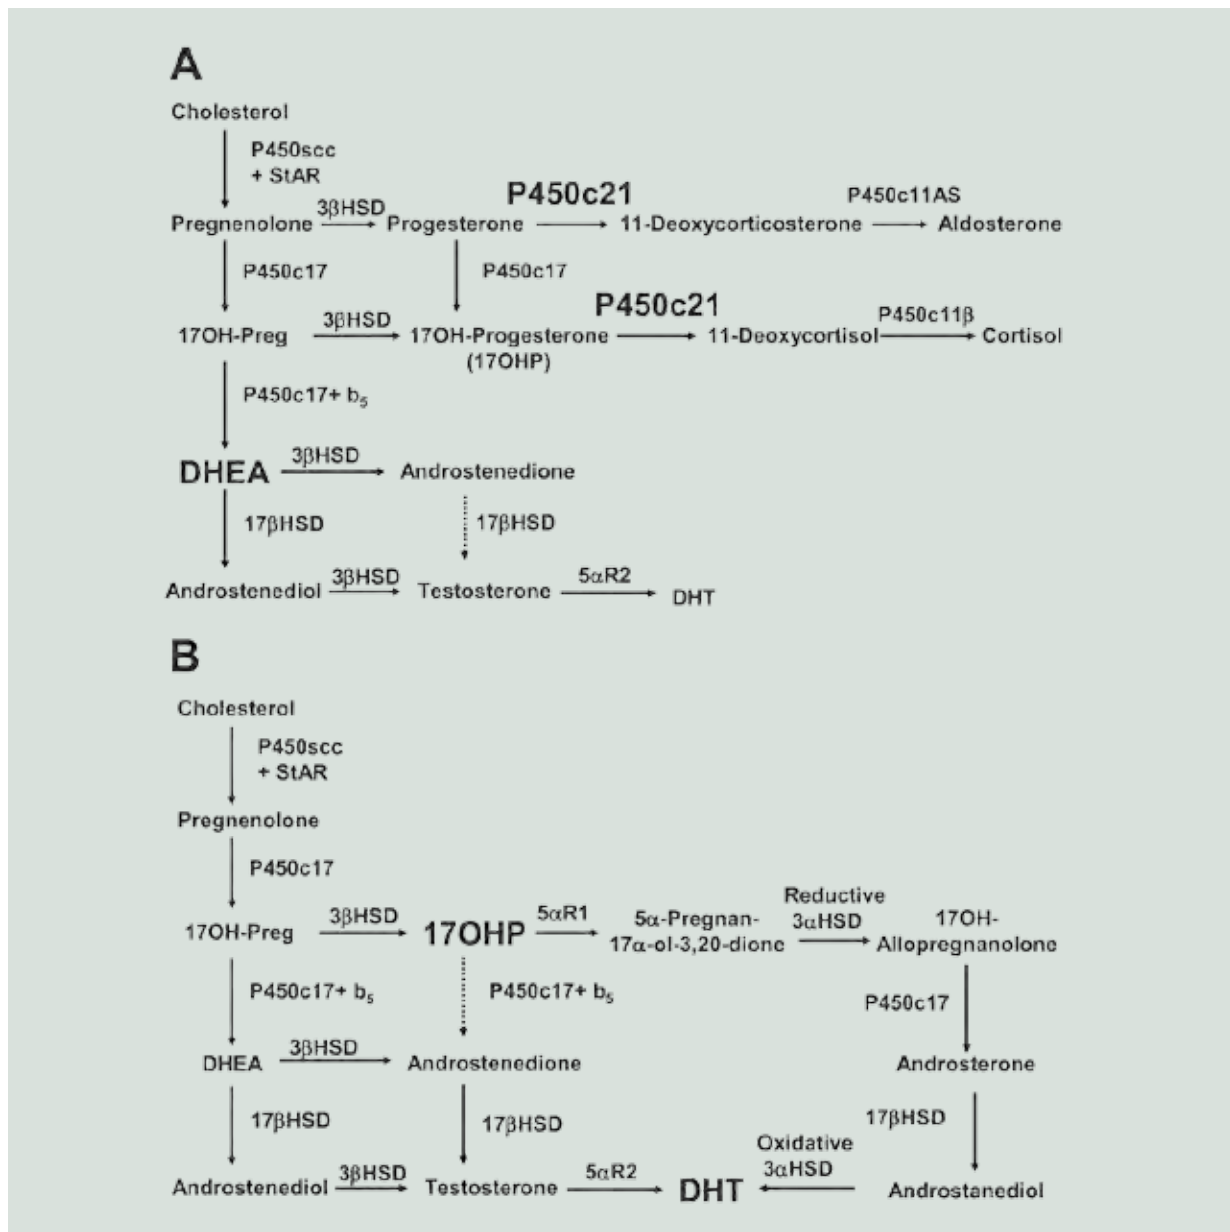 A
Cholesterol
P450scc
+ StAR
P450c21
P450c11AS
Pregnenolone 3βHSD Progesterone 11-Deoxycorticosterone Aldosterone
P450c17 P450c17
P450c21
17OH-Preg 3βHSD 17OH-Progesterone 11-Deoxycortisol P450c11β Cortisol
(17OHP)
P450c17+ b₅
DHEA 3βHSD Androstenedione
17βHSD 17βHSD
Androstenediol 3βHSD Testosterone 5αR2 DHT
B
Cholesterol
P450scc
+ StAR
Pregnenolone
P450c17
Reductive
17OH-Preg 3βHSD 17OHP 5αR1 5α-Pregnan- 3αHSD 17OH-
17α-ol-3,20-dione Allopregnanolone
P450c17+ b₅ P450c17+ b₅ P450c17
DHEA 3βHSD Androstenedione Androsterone
17βHSD 17βHSD 17βHSD
Oxidative
Androstenediol 3βHSD Testosterone 5αR2 DHT 3αHSD Androstanediol